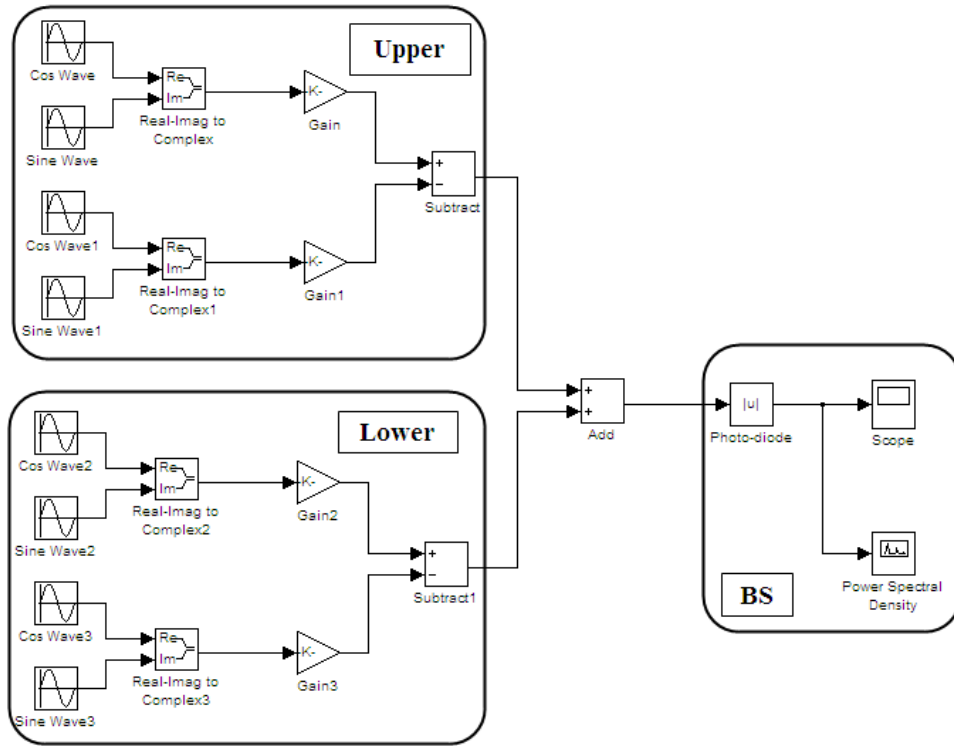 Upper
Cos Wave
Re
Im
Real-Imag to
Complex
K-
Gain
Sine Wave
+
−
Subtract
Cos Wave1
Re
Im
Real-Imag to
Complex1
K-
Gain1
Sine Wave1
+
+
Add
|u|
Photo-diode
Scope
Power Spectral
Density
BS
Lower
Cos Wave2
Re
Im
Real-Imag to
Complex2
K-
Gain2
Sine Wave2
+
−
Subtract1
Cos Wave3
Re
Im
Real-Imag to
Complex3
K-
Gain3
Sine Wave3